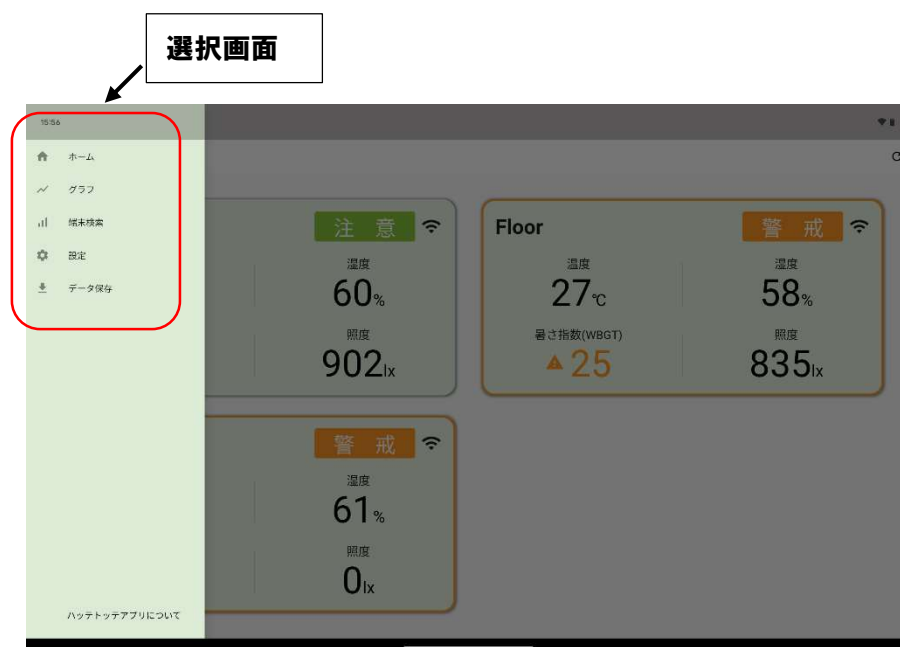 選択画面
15:56
ホーム
グラフ
端末検索
設定
データ保存
ハッテトッテアプリについて
注 意
湿度
60%
照度
902lx
Floor
警 戒
温度
27℃
湿度
58%
暑さ指数(WBGT)
25
照度
835lx
警 戒
湿度
61%
照度
0lx